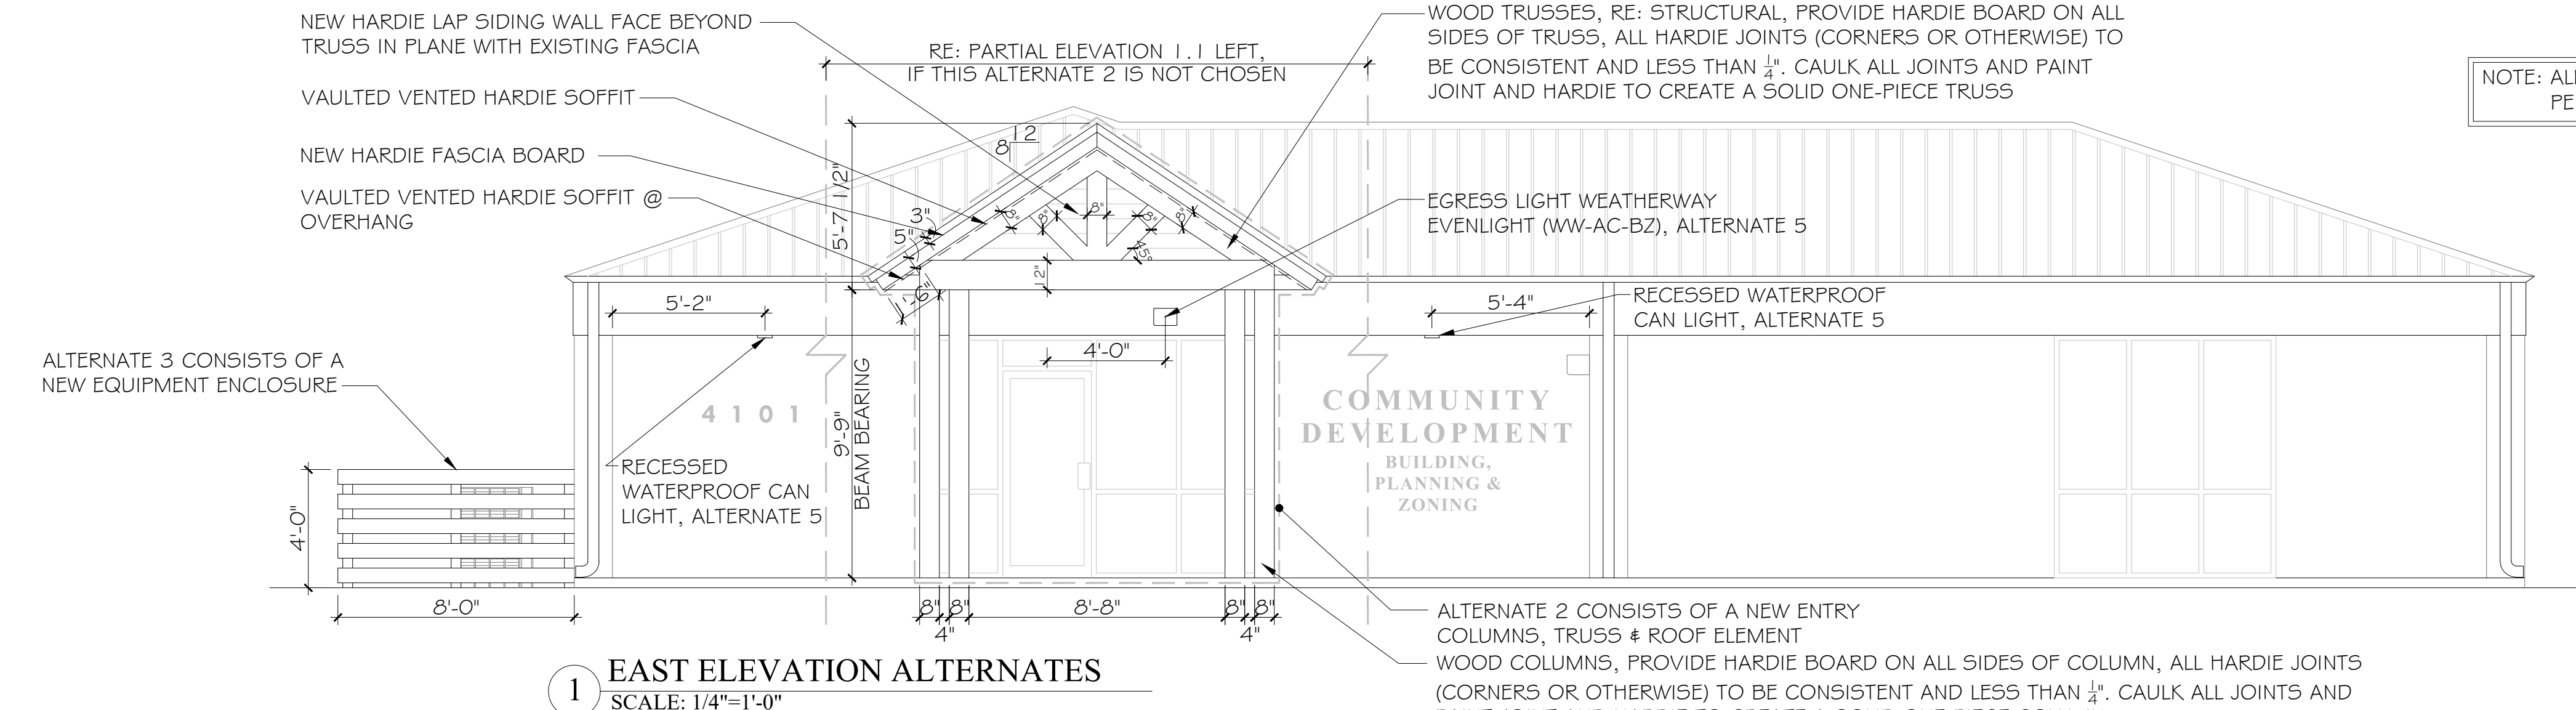 NEW HARDIE LAP SIDING WALL FACE BEYOND
TRUSS IN PLANE WITH EXISTING FASCIA
VAULTED VENTED HARDIE SOFFIT
NEW HARDIE FASCIA BOARD
VAULTED VENTED HARDIE SOFFIT @
OVERHANG
RE: PARTIAL ELEVATION 1.1 LEFT,
IF THIS ALTERNATE 2 IS NOT CHOSEN
WOOD TRUSSES, RE: STRUCTURAL, PROVIDE HARDIE BOARD ON ALL
SIDES OF TRUSS, ALL HARDIE JOINTS (CORNERS OR OTHERWISE) TO
BE CONSISTENT AND LESS THAN 1/4". CAULK ALL JOINTS AND PAINT
JOINT AND HARDIE TO CREATE A SOLID ONE-PIECE TRUSS
NOTE: AL
PE
12
8
5'-7 1/2"
3"
5"
8"
8"
8"
8"
8"
45°
12"
1'-6"
EGRESS LIGHT WEATHERWAY
EVENLIGHT (WW-AC-BZ), ALTERNATE 5
5'-2"
5'-4"
RECESSED WATERPROOF
CAN LIGHT, ALTERNATE 5
4'-0"
ALTERNATE 3 CONSISTS OF A
NEW EQUIPMENT ENCLOSURE
4101
9'-9"
BEAM BEARING
COMMUNITY
DEVELOPMENT
BUILDING,
PLANNING &
ZONING
RECESSED
WATERPROOF CAN
LIGHT, ALTERNATE 5
4'-0"
8'-0"
8" 8" 8'-8" 8" 8"
4" 4"
ALTERNATE 2 CONSISTS OF A NEW ENTRY
COLUMNS, TRUSS & ROOF ELEMENT
WOOD COLUMNS, PROVIDE HARDIE BOARD ON ALL SIDES OF COLUMN, ALL HARDIE JOINTS
(CORNERS OR OTHERWISE) TO BE CONSISTENT AND LESS THAN 1/4". CAULK ALL JOINTS AND
1 EAST ELEVATION ALTERNATES
SCALE: 1/4"=1'-0"